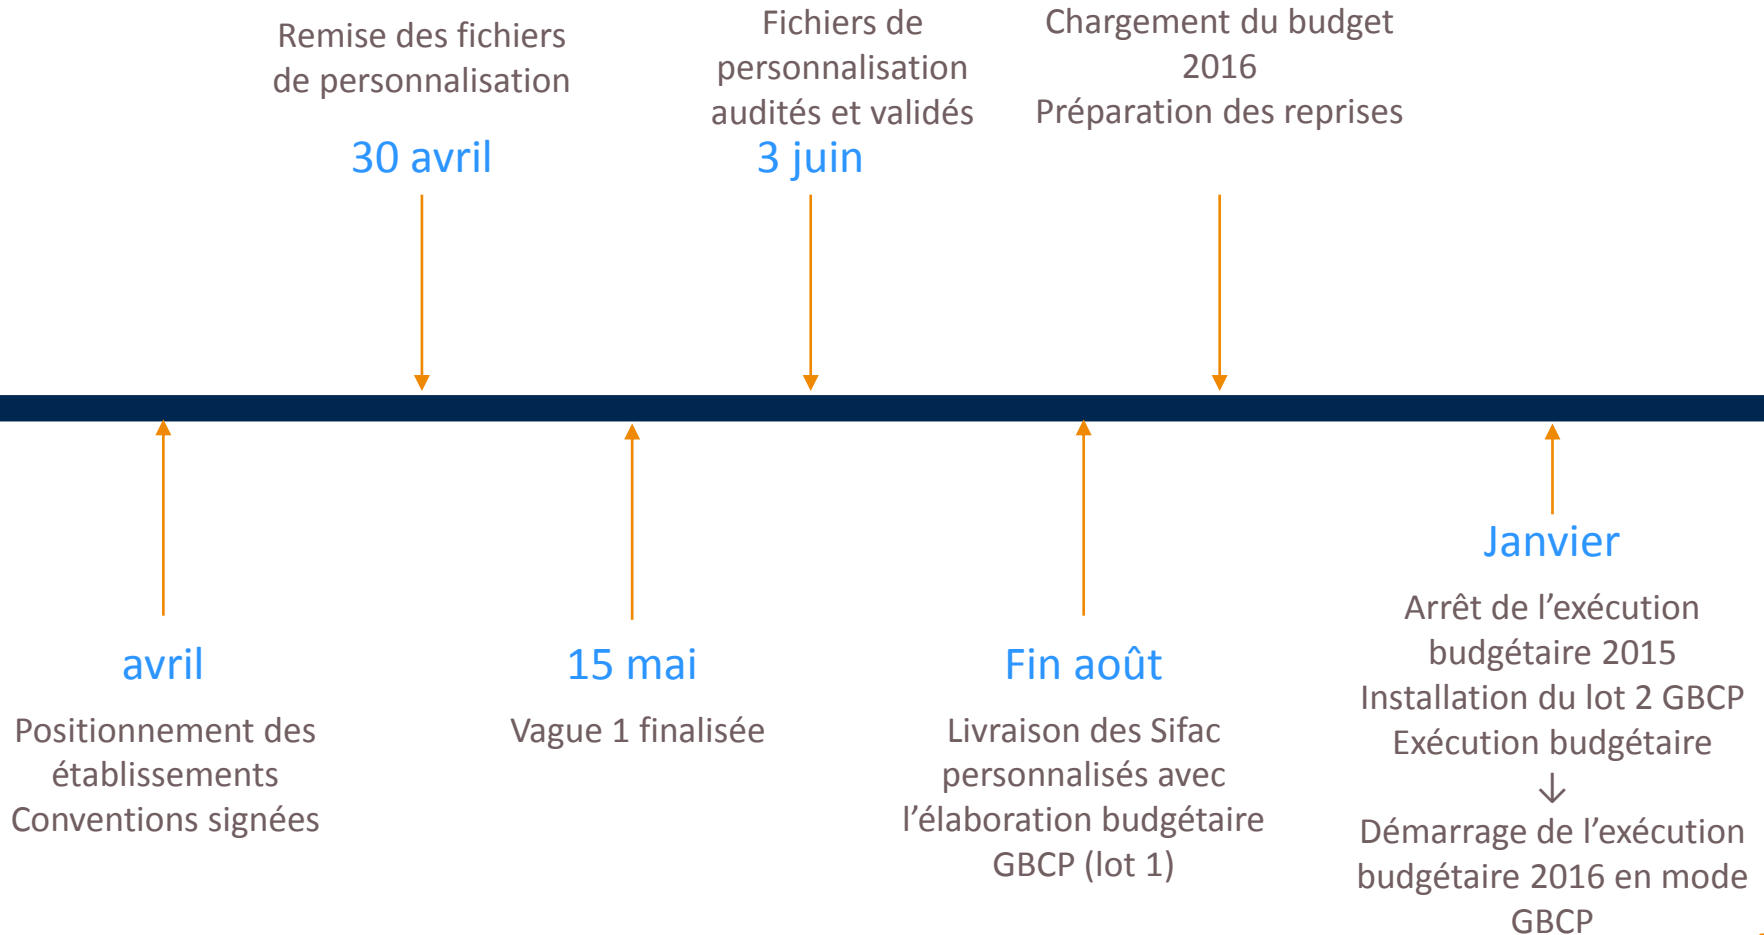 Remise des fichiers
de personnalisation
30 avril
Fichiers de
personnalisation
audités et validés
3 juin
Chargement du budget
2016
Préparation des reprises
avril
Positionnement des
établissements
Conventions signées
15 mai
Vague 1 finalisée
Fin août
Livraison des Sifac
personnalisés avec
l’élaboration budgétaire
GBCP (lot 1)
Janvier
Arrêt de l’exécution
budgétaire 2015
Installation du lot 2 GBCP
Exécution budgétaire
↓
Démarrage de l’exécution
budgétaire 2016 en mode
GBCP